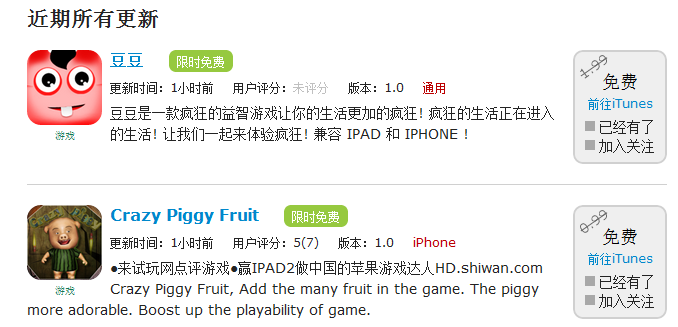 近期所有更新
豆豆 限时免费
更新时间：1小时前 用户评分：未评分 版本：1.0 通用
豆豆是一款疯狂的益智游戏让你的生活更加的疯狂！疯狂的生活正在进入
的生活！让我们一起来体验疯狂！兼容 IPAD 和 IPHONE ！
游戏
1.99
免费
前往iTunes
已经有了
加入关注
Crazy Piggy Fruit 限时免费
更新时间：1小时前 用户评分：5(7) 版本：1.0 iPhone
●来试玩网点评游戏●赢IPAD2做中国的苹果游戏达人HD.shiwan.com
Crazy Piggy Fruit, Add the many fruit in the game. The piggy
more adorable. Boost up the playability of game.
游戏
0.99
免费
前往iTunes
已经有了
加入关注